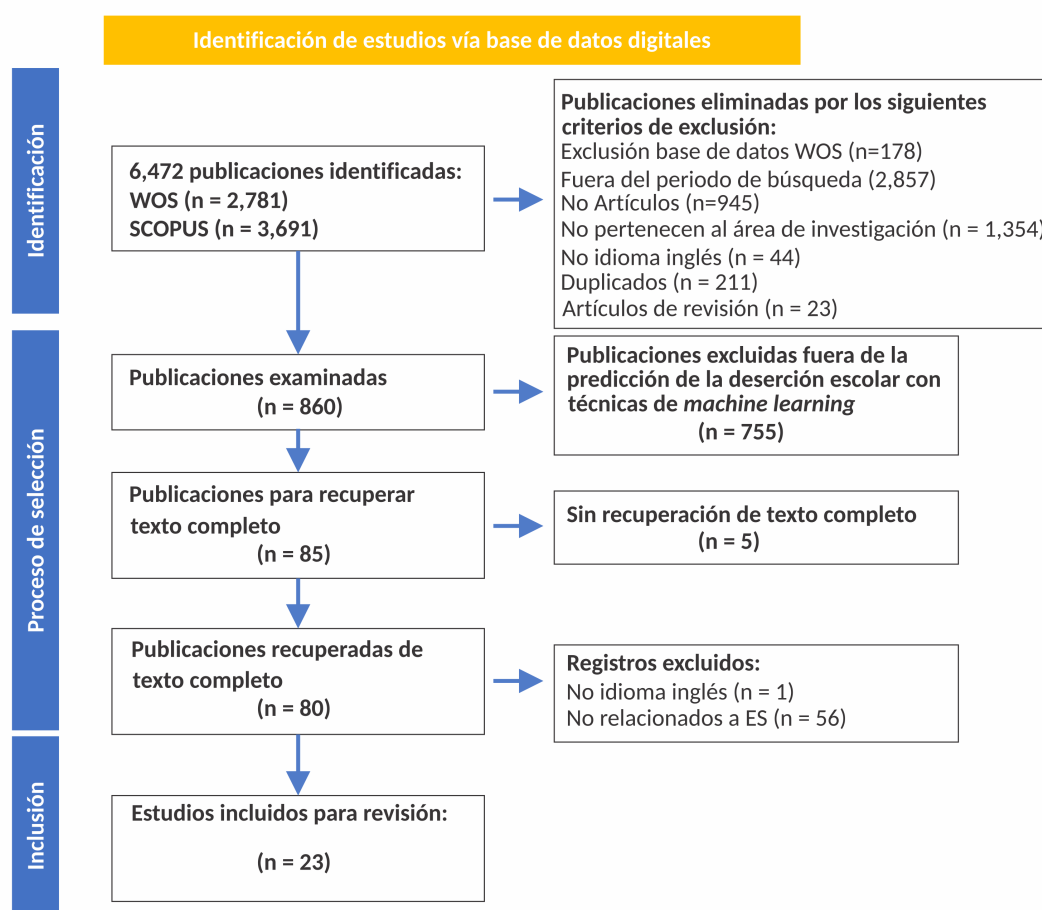 Identificación de estudios vía base de datos digitales
Identificación
6,472 publicaciones identificadas:
WOS (n = 2,781)
SCOPUS (n = 3,691)
Publicaciones eliminadas por los siguientes
criterios de exclusión:
Exclusión base de datos WOS (n=178)
Fuera del periodo de búsqueda (2,857)
No Artículos (n=945)
No pertenecen al área de investigación (n = 1,354)
No idioma inglés (n = 44)
Duplicados (n = 211)
Artículos de revisión (n = 23)
Proceso de selección
Publicaciones examinadas
(n = 860)
Publicaciones excluidas fuera de la
predicción de la deserción escolar con
técnicas de machine learning
(n = 755)
Publicaciones para recuperar
texto completo
(n = 85)
Sin recuperación de texto completo
(n = 5)
Publicaciones recuperadas de
texto completo
(n = 80)
Registros excluidos:
No idioma inglés (n = 1)
No relacionados a ES (n = 56)
Inclusión
Estudios incluidos para revisión:
(n = 23)